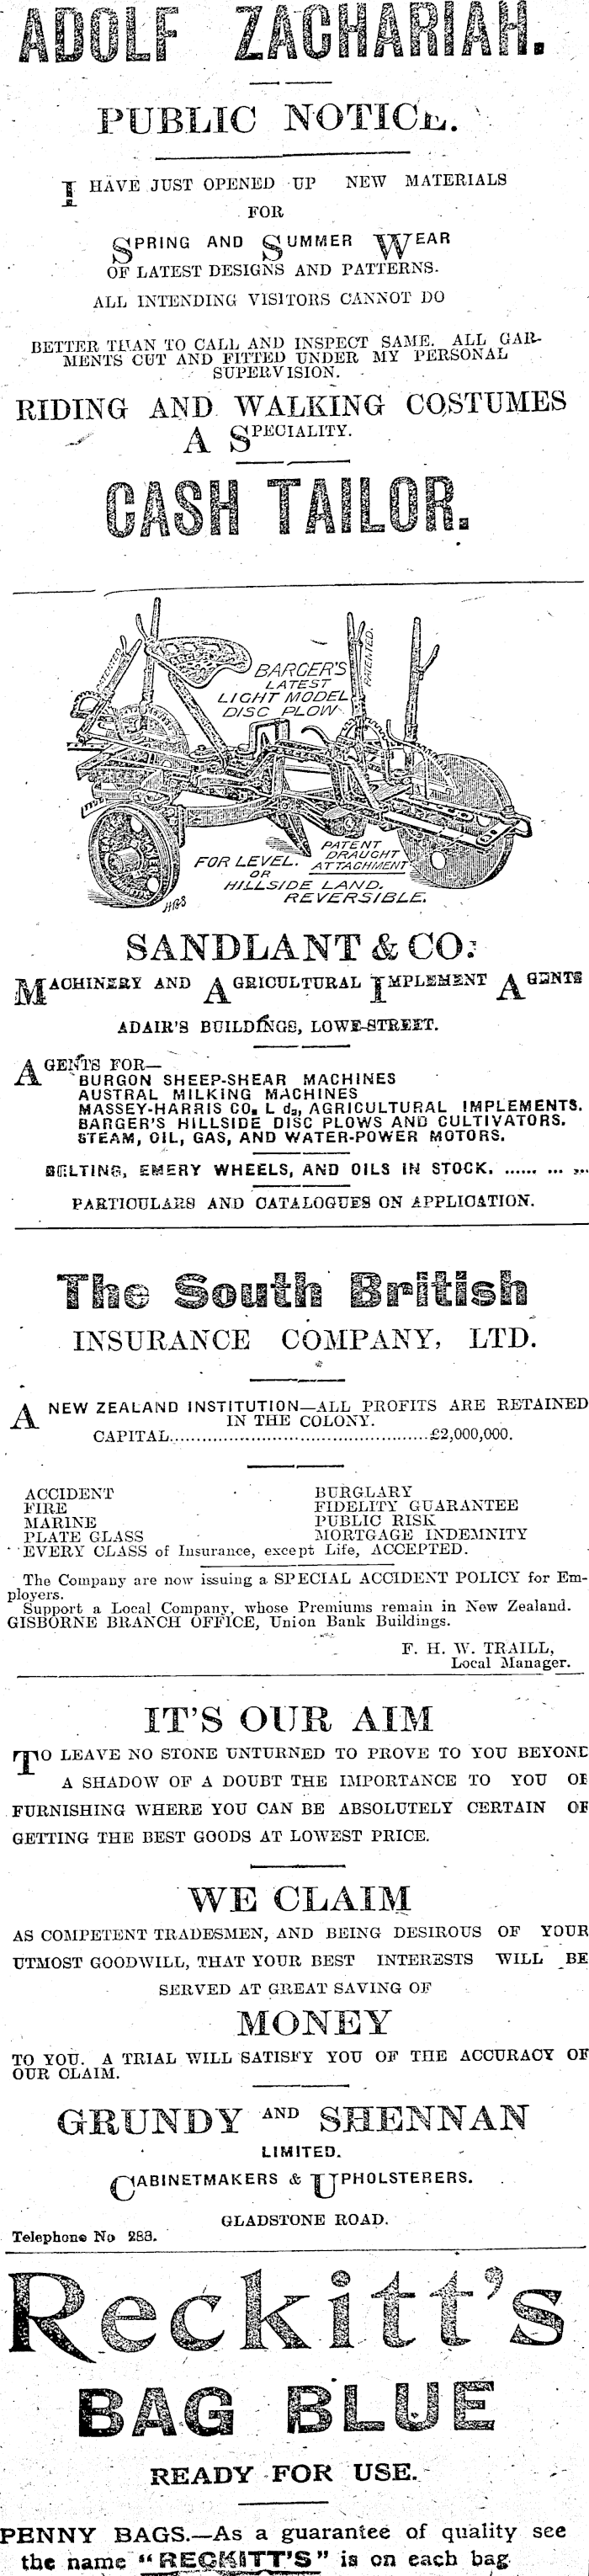 ADOLF ZACHARIAH.
PUBLIC NOTICE.
I HAVE JUST OPENED UP NEW MATERIALS
FOR
SPRING AND SUMMER WEAR
OF LATEST DESIGNS AND PATTERNS.
ALL INTENDING VISITORS CANNOT DO
BETTER THAN TO CALL AND INSPECT SAME. ALL GAR-
MENTS CUT AND FITTED UNDER MY PERSONAL
SUPERVISION.
RIDING AND WALKING COSTUMES
A SPECIALITY.
CASH TAILOR.
PATENTED.
PATENTED.
BARGER'S
LATEST
LIGHT MODEL
DISC PLOW
FOR LEVEL.
OR
HILLSIDE LAND.
REVERSIBLE.
PATENT
DRAUGHT
ATTACHMENT
HGS
SANDLANT & CO.
MACHINERY AND AGRICULTURAL IMPLEMENT AGENTS
ADAIR'S BUILDINGS, LOWE-STREET.
AGENTS FOR—
BURGON SHEEP-SHEAR MACHINES
AUSTRAL MILKING MACHINES
MASSEY-HARRIS CO. L d., AGRICULTURAL IMPLEMENTS.
BARGER'S HILLSIDE DISC PLOWS AND CULTIVATORS.
STEAM, OIL, GAS, AND WATER-POWER MOTORS.
BELTING, EMERY WHEELS, AND OILS IN STOCK. ...... ... ...
PARTICULARS AND CATALOGUES ON APPLICATION.
The South British
INSURANCE COMPANY, LTD.
A NEW ZEALAND INSTITUTION—ALL PROFITS ARE RETAINED
IN THE COLONY.
CAPITAL................................................£2,000,000.
ACCIDENT BURGLARY
FIRE FIDELITY GUARANTEE
MARINE PUBLIC RISK
PLATE GLASS MORTGAGE INDEMNITY
EVERY CLASS of Insurance, except Life, ACCEPTED.
The Company are now issuing a SPECIAL ACCIDENT POLICY for Em-
ployers.
Support a Local Company, whose Premiums remain in New Zealand.
GISBORNE BRANCH OFFICE, Union Bank Buildings.
F. H. W. TRAILL,
Local Manager.
IT'S OUR AIM
TO LEAVE NO STONE UNTURNED TO PROVE TO YOU BEYOND
A SHADOW OF A DOUBT THE IMPORTANCE TO YOU OF
FURNISHING WHERE YOU CAN BE ABSOLUTELY CERTAIN OF
GETTING THE BEST GOODS AT LOWEST PRICE.
WE CLAIM
AS COMPETENT TRADESMEN, AND BEING DESIROUS OF YOUR
UTMOST GOODWILL, THAT YOUR BEST INTERESTS WILL BE
SERVED AT GREAT SAVING OF
MONEY
TO YOU. A TRIAL WILL SATISFY YOU OF THE ACCURACY OF
OUR CLAIM.
GRUNDY AND SHENNAN
LIMITED.
CABINETMAKERS & UPHOLSTERERS.
GLADSTONE ROAD.
Telephone No 283.
Reckitt's
BAG BLUE
READY FOR USE.
PENNY BAGS.—As a guarantee of quality see
the name "RECKITT'S" is on each bag